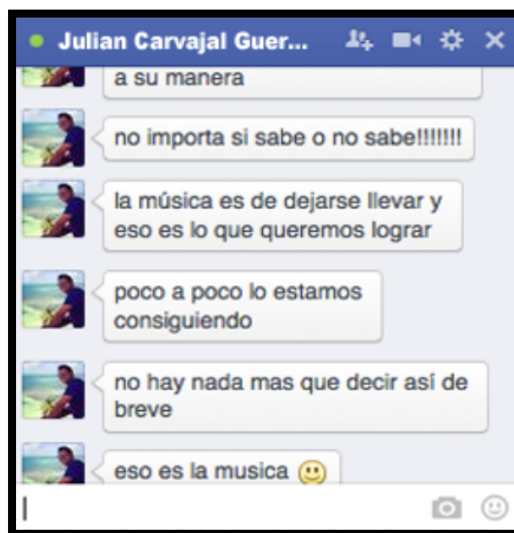 Julian Carvajal Guer...
a su manera
no importa si sabe o no sabe!!!!!!!
la música es de dejarse llevar y
eso es lo que queremos lograr
poco a poco lo estamos
consiguiendo
no hay nada mas que decir así de
breve
eso es la musica